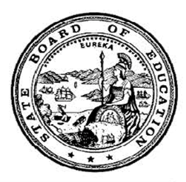 STATE BOARD OF EDUCATION
EUREKA